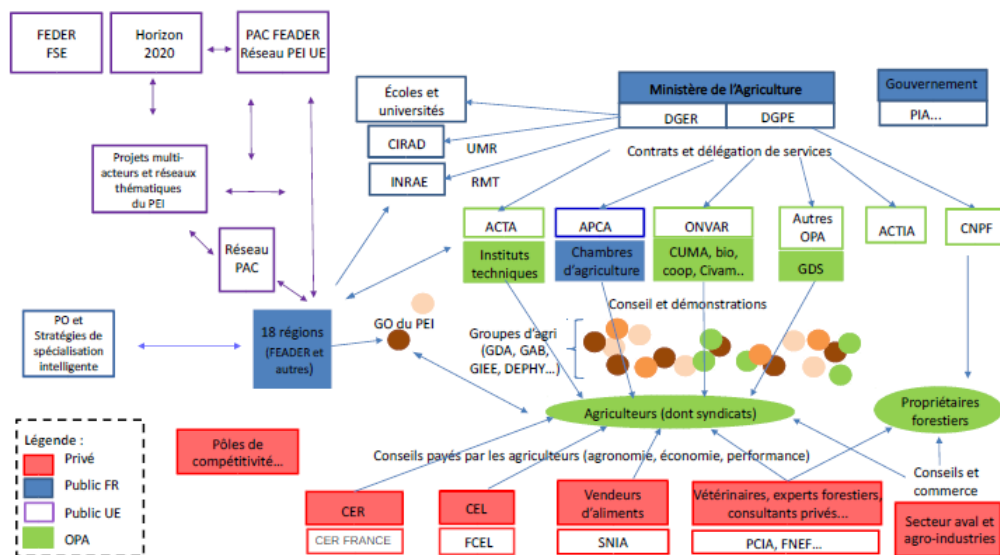 FEDER
FSE
Horizon
2020
PAC FEADER
Réseau PEI UE
Écoles et
universités
Ministère de l'Agriculture
DGER
DGPE
Gouvernement
PIA...
CIRAD
UMR
INRAE
RMT
Contrats et délégation de services
Projets multi-
acteurs et réseaux
thématiques
du PEI
Réseau
PAC
ACTA
Instituts
techniques
APCA
Chambres
d'agriculture
ONVAR
CUMA, bio,
coop, Civam..
Autres
OPA
GDS
ACTIA
CNPF
PO et
Stratégies de
spécialisation
intelligente
18 régions
(FEADER et
autres)
GO du PEI
Conseil et démonstrations
Groupes d'agri
(GDA, GAB,
GIEE, DEPHY...)
Agriculteurs (dont syndicats)
Propriétaires
forestiers
Légende :
Privé
Public FR
Public UE
OPA
Pôles de
compétitivité...
Conseils payés par les agriculteurs (agronomie, économie, performance)
Conseils et
commerce
CER
CER FRANCE
CEL
FCEL
Vendeurs
d'aliments
SNIA
Vétérinaires, experts forestiers,
consultants privés...
PCIA, FNEF...
Secteur aval et
agro-industries